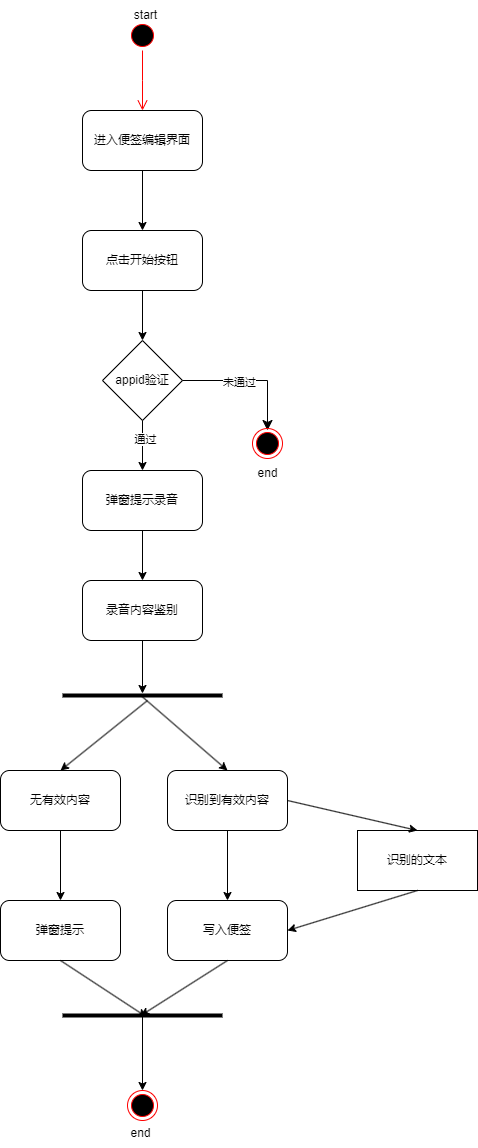 start
进入便签编辑界面
点击开始按钮
appid验证
未通过
通过
end
弹窗提示录音
录音内容鉴别
无有效内容
识别到有效内容
识别的文本
弹窗提示
写入便签
end